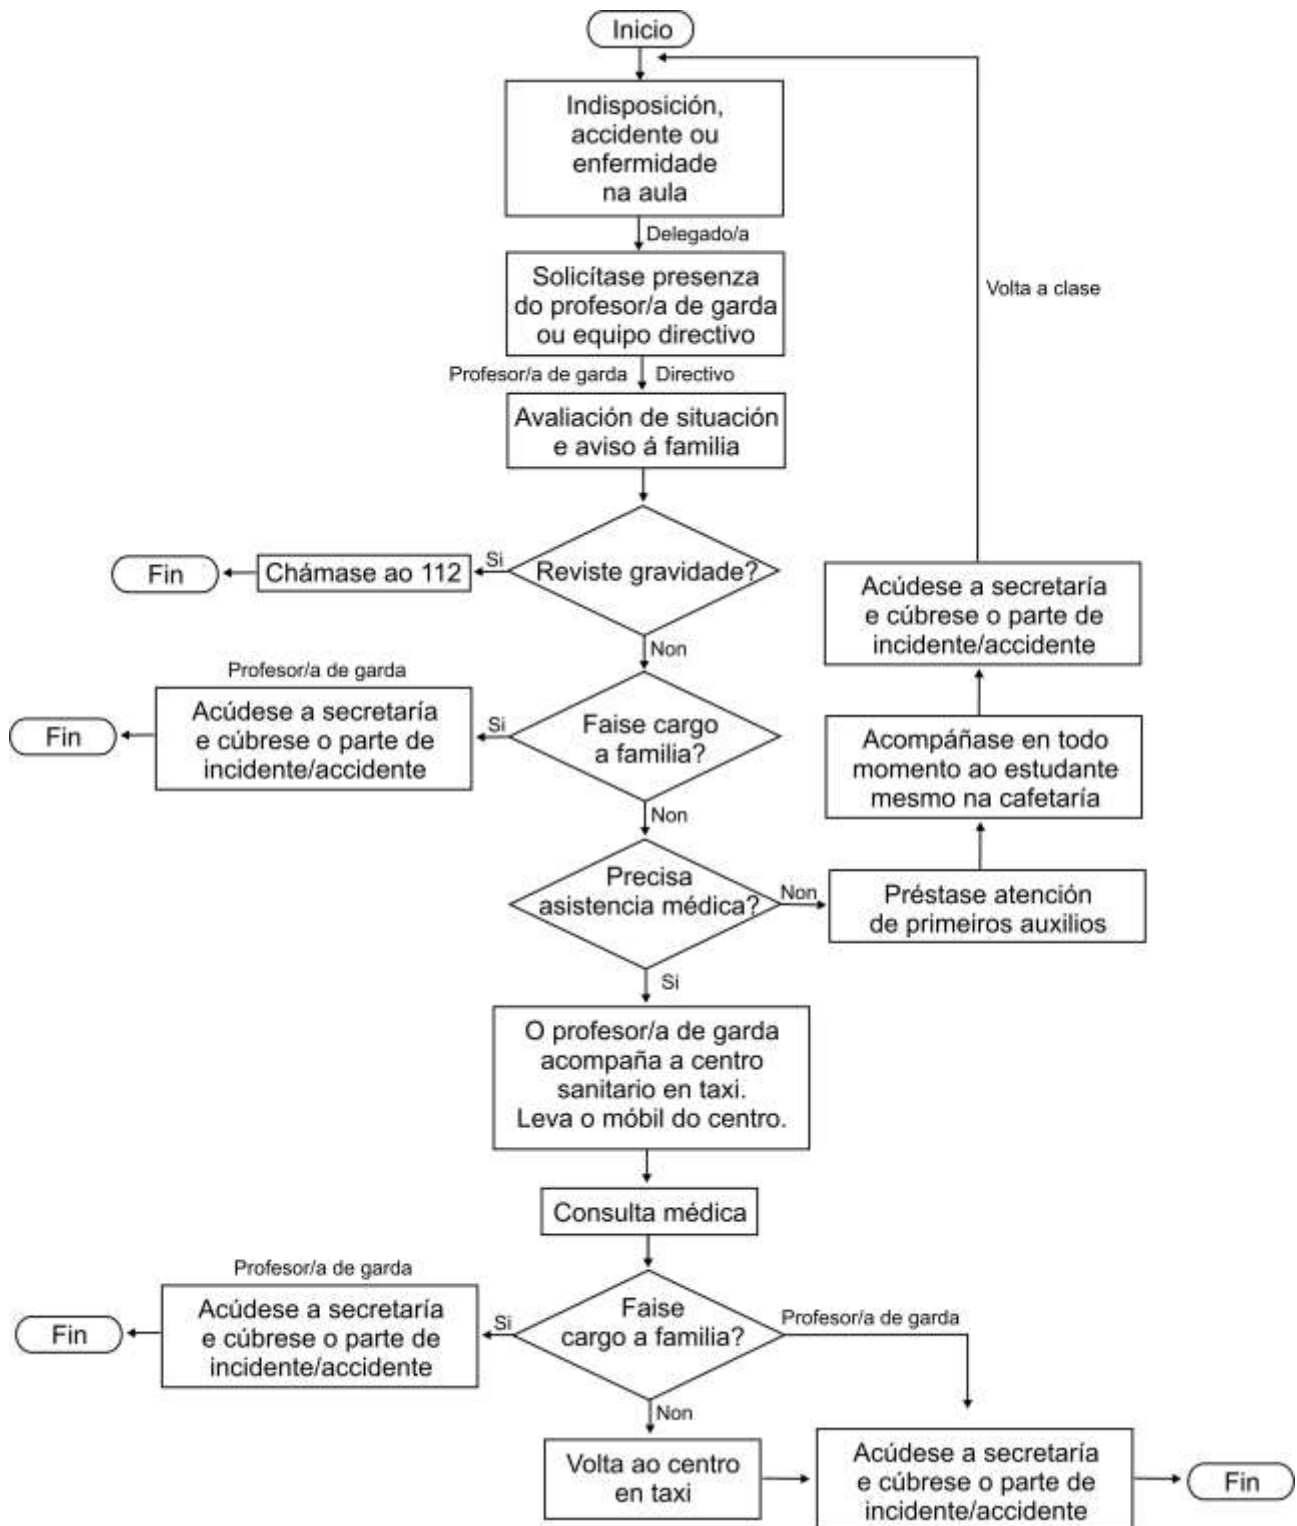 Inicio
Indisposición,
accidente ou
enfermidade
na aula
Delegado/a
Solicítase presenza
do profesor/a de garda
ou equipo directivo
Volta a clase
Profesor/a de garda
Directivo
Avaliación de situación
e aviso á familia
Reviste gravidade?
Si
Chámase ao 112
Fin
Non
Acúdese a secretaría
e cúbrese o parte de
incidente/accidente
Faise cargo
a familia?
Si
Profesor/a de garda
Acúdese a secretaría
e cúbrese o parte de
incidente/accidente
Fin
Non
Acompáñase en todo
momento ao estudante
mesmo na cafetaría
Precisa
asistencia médica?
Non
Préstase atención
de primeiros auxilios
Si
O profesor/a de garda
acompaña a centro
sanitario en taxi.
Leva o móbil do centro.
Consulta médica
Faise
cargo a familia?
Si
Profesor/a de garda
Acúdese a secretaría
e cúbrese o parte de
incidente/accidente
Fin
Profesor/a de garda
Non
Volta ao centro
en taxi
Acúdese a secretaría
e cúbrese o parte de
incidente/accidente
Fin